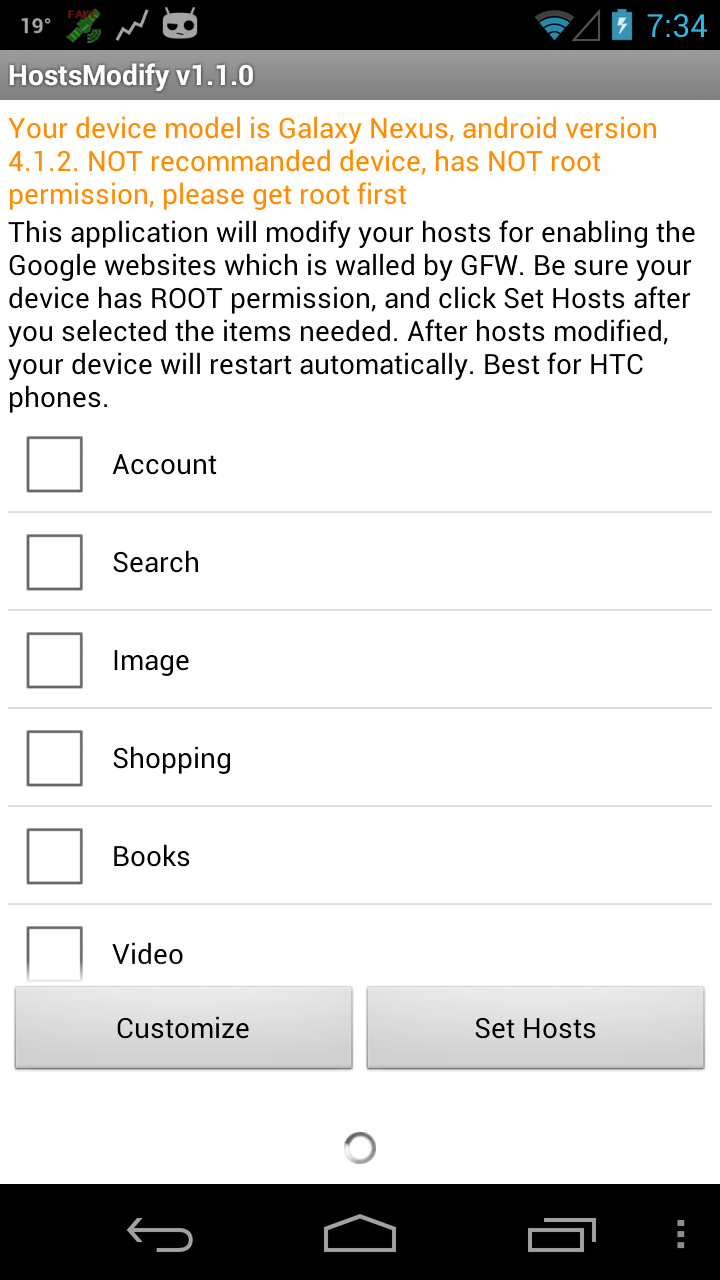 19°
FAKE
7:34
HostsModify v1.1.0
Your device model is Galaxy Nexus, android version
4.1.2. NOT recommanded device, has NOT root
permission, please get root first
This application will modify your hosts for enabling the
Google websites which is walled by GFW. Be sure your
device has ROOT permission, and click Set Hosts after
you selected the items needed. After hosts modified,
your device will restart automatically. Best for HTC
phones.
Account
Search
Image
Shopping
Books
Video
Customize
Set Hosts